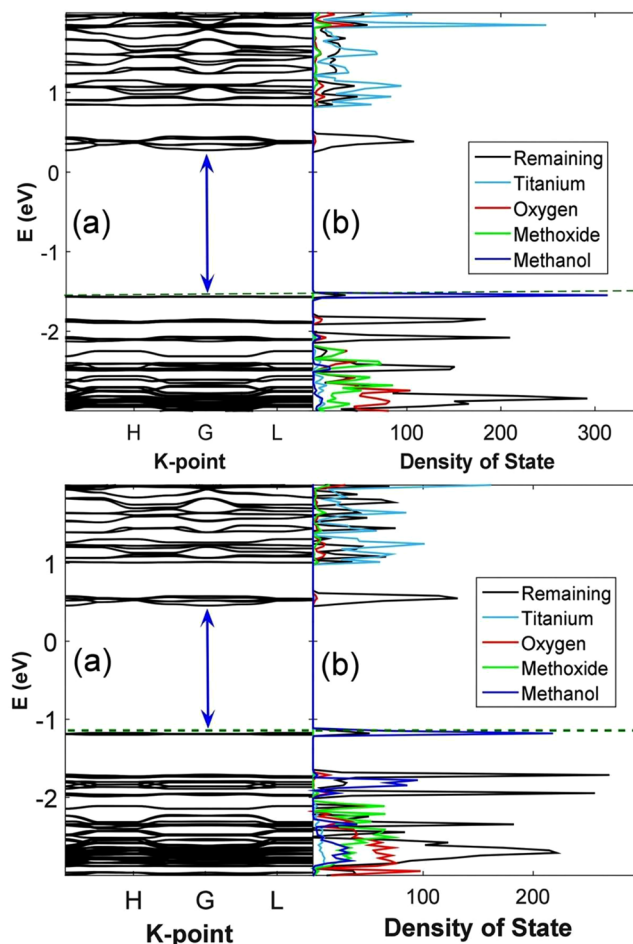 E (eV)
1
0
-1
-2
(a)
(b)
Remaining
Titanium
Oxygen
Methoxide
Methanol
H G L
100 200 300
K-point
Density of State
E (eV)
1
0
-1
-2
(a)
(b)
Remaining
Titanium
Oxygen
Methoxide
Methanol
H G L
100 200
K-point
Density of State